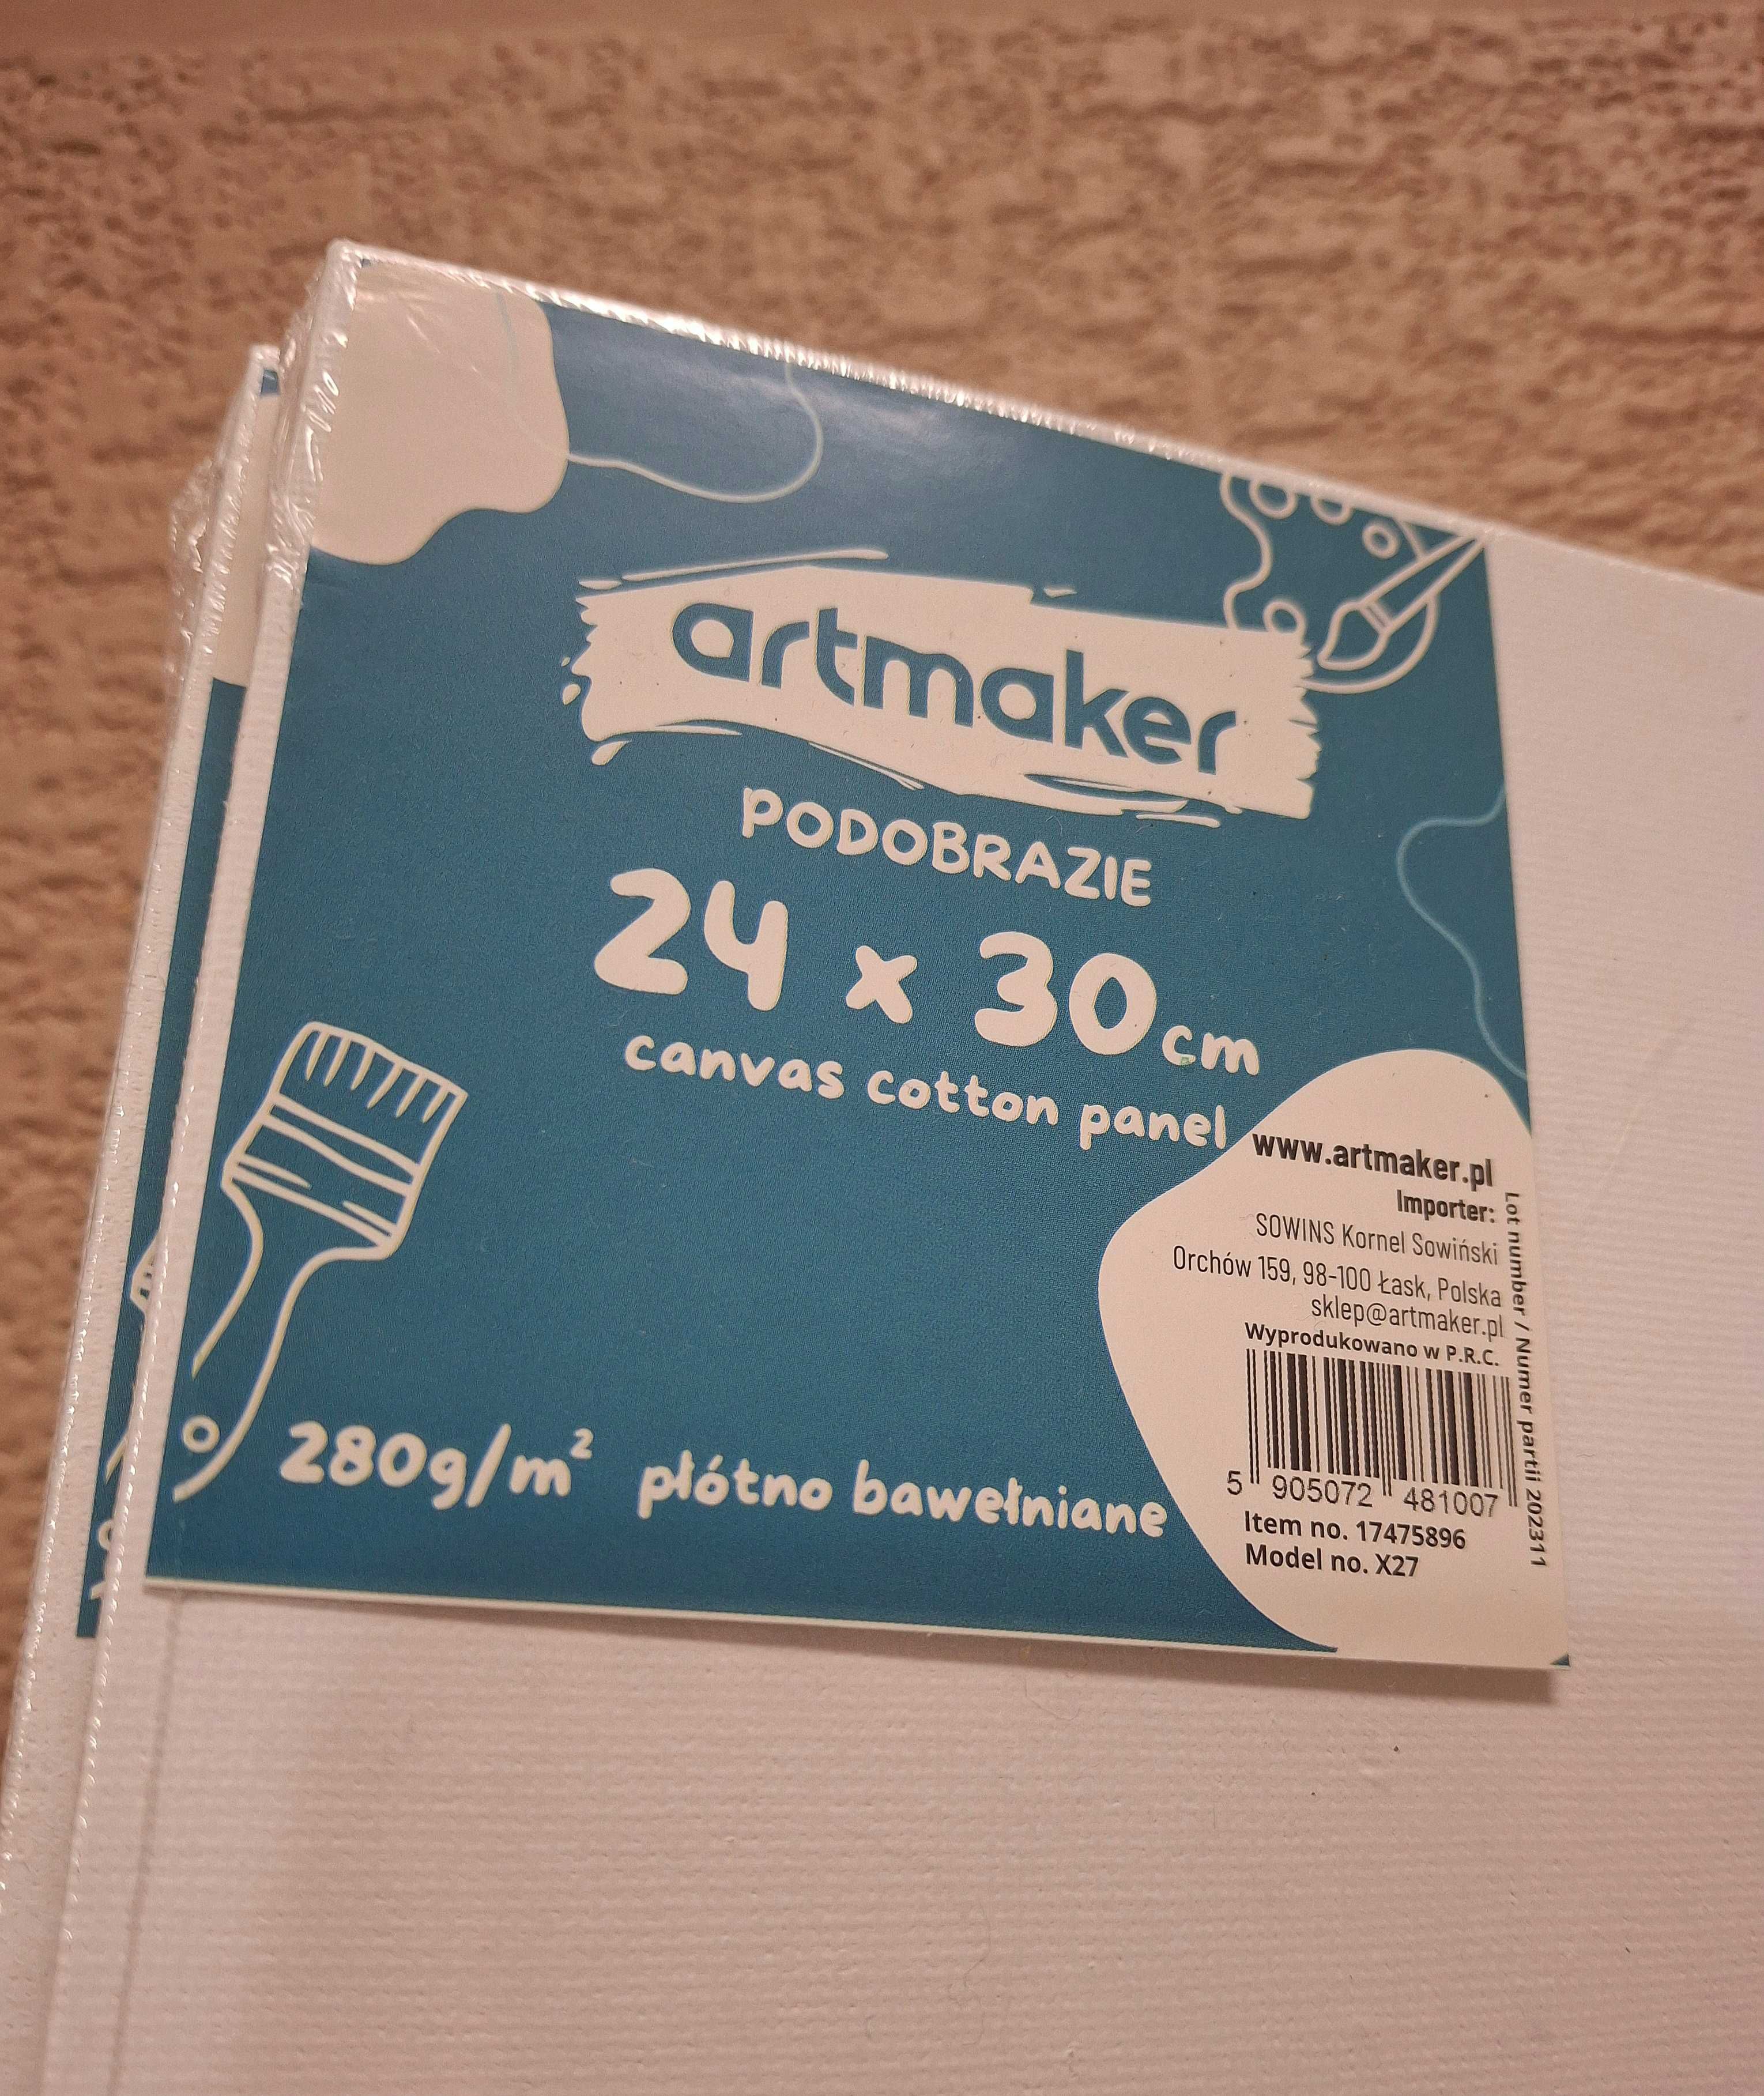 artmaker
PODOBRAZIE
24 x 30 cm
canvas cotton panel
280g/m² płótno bawełniane
www.artmaker.pl
Importer:
SOWINS Kornel Sowiński
Orchów 159, 98-100 Łask, Polska
sklep@artmaker.pl
Wyprodukowano w P.R.C.
5 905072 481007
Item no. 17475896
Model no. X27
Lot number / Numer partii 202311